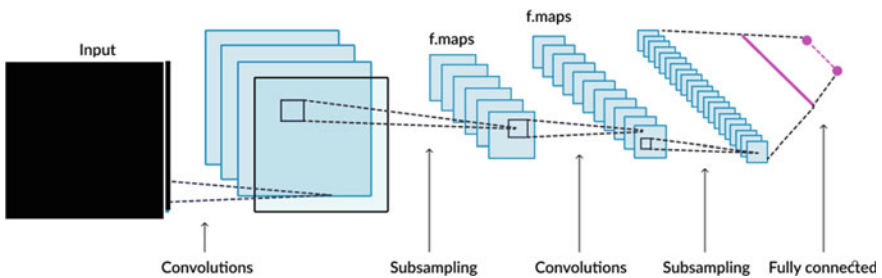 Input
f.maps
f.maps
Convolutions
Subsampling
Convolutions
Subsampling
Fully connected